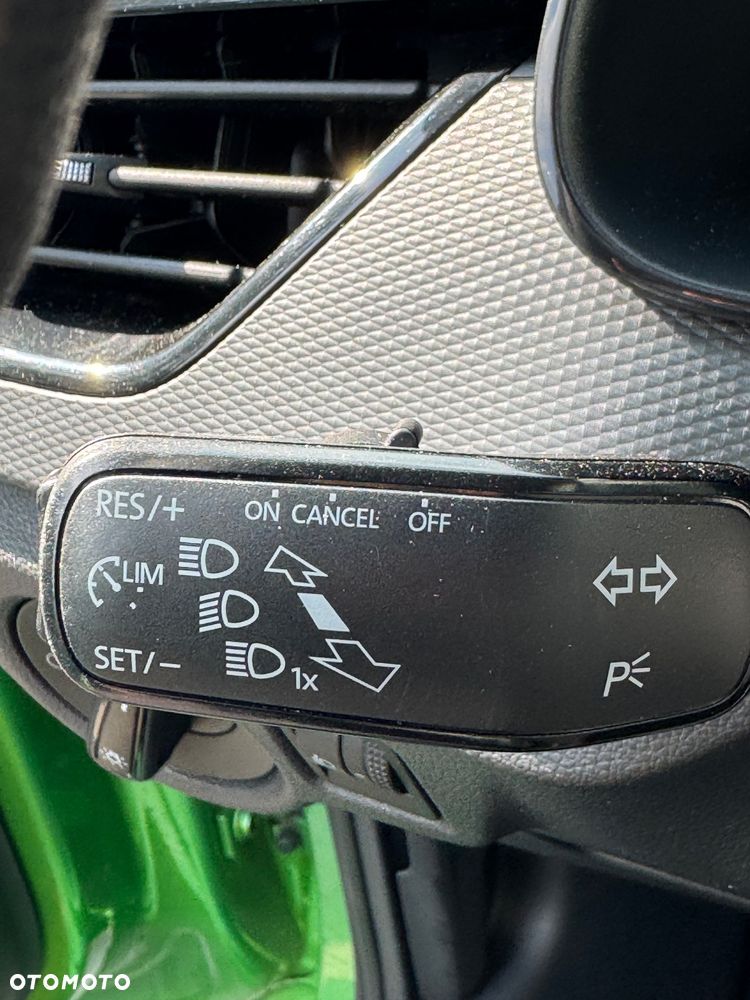 RES/+ ON CANCEL OFF
LIM
SET/− 1x P
OTOMOTO